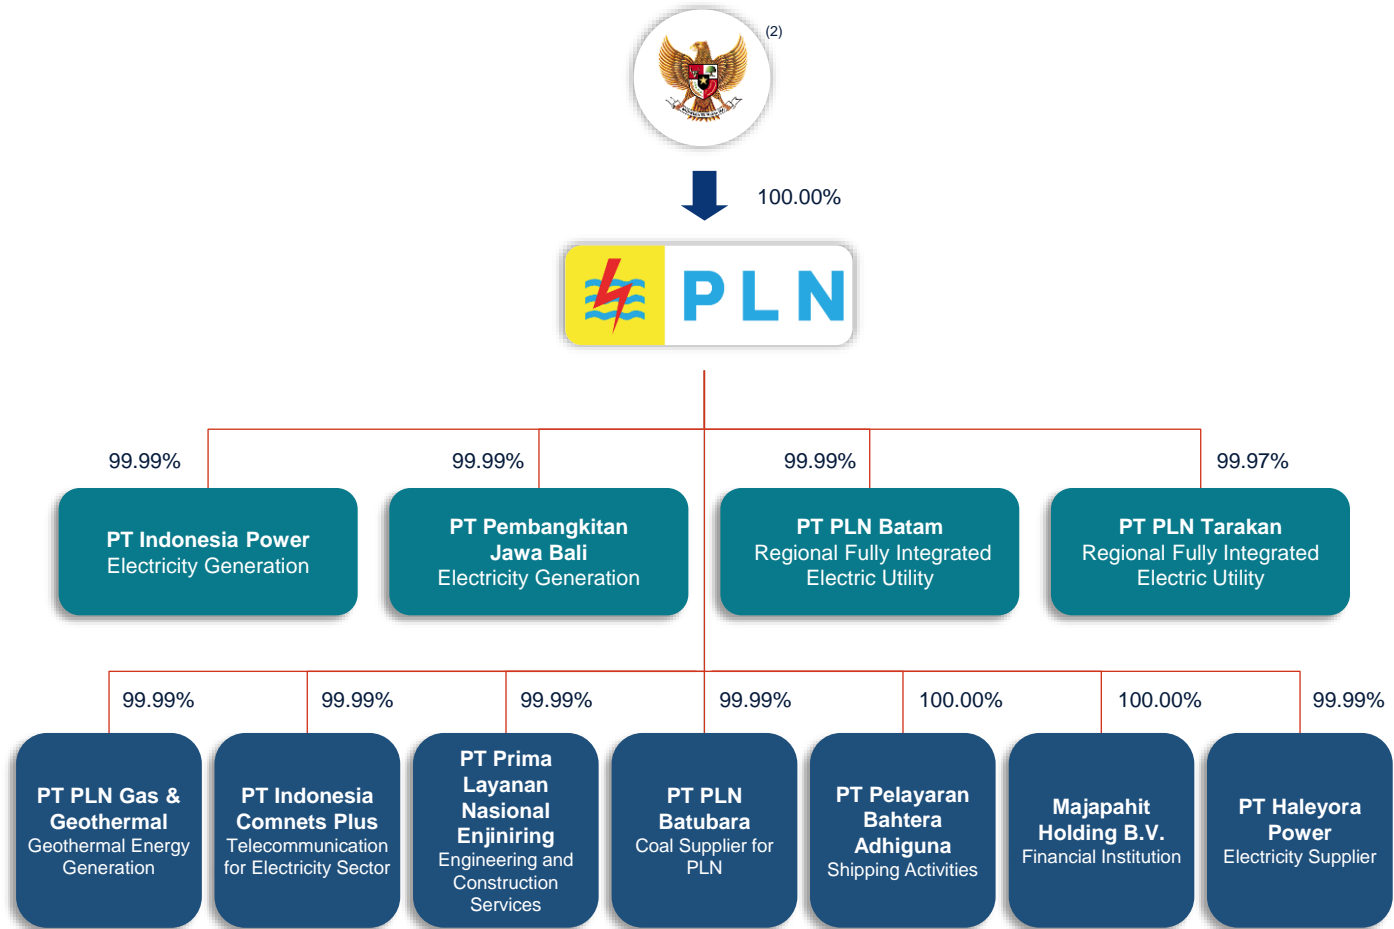 (2)
100.00%
PLN
99.99%
99.99%
99.99%
99.97%
PT Indonesia Power
Electricity Generation
PT Pembangkitan
Jawa Bali
Electricity Generation
PT PLN Batam
Regional Fully Integrated
Electric Utility
PT PLN Tarakan
Regional Fully Integrated
Electric Utility
99.99%
99.99%
99.99%
99.99%
100.00%
100.00%
99.99%
PT PLN Gas &
Geothermal
Geothermal Energy
Generation
PT Indonesia
Comnets Plus
Telecommunication
for Electricity Sector
PT Prima
Layanan
Nasional
Enjiniring
Engineering and
Construction
Services
PT PLN
Batubara
Coal Supplier for
PLN
PT Pelayaran
Bahtera
Adhiguna
Shipping Activities
Majapahit
Holding B.V.
Financial Institution
PT Haleyora
Power
Electricity Supplier